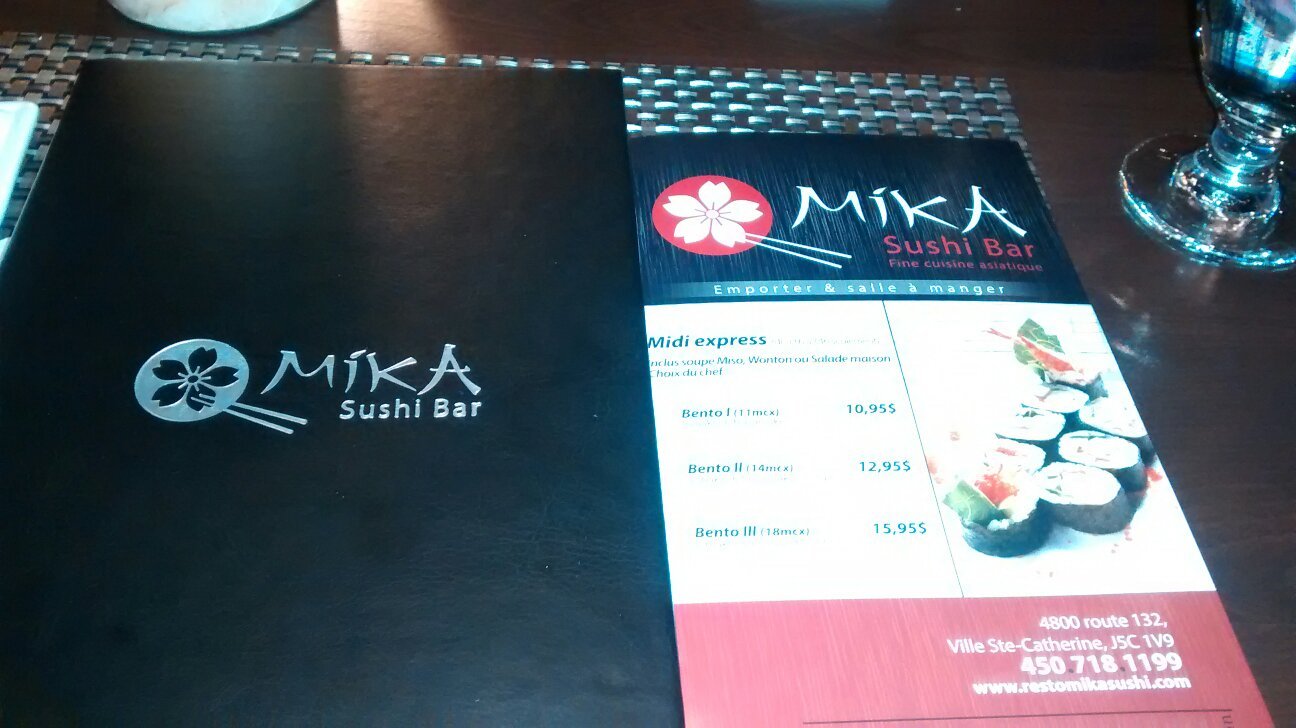 MiKA
Sushi Bar
MiKA
Sushi Bar
Fine cuisine asiatique
Emporter & salle à manger
Midi express
Inclus soupe Miso, Wonton ou Salade maison
Choix du chef
Bento I (11mcx) 10,95$
Bento II (14mcx) 12,95$
Bento III (18mcx) 15,95$
4800 route 132,
Ville Ste-Catherine, J5C 1V9
450.718.1199
www.restomikasushi.com